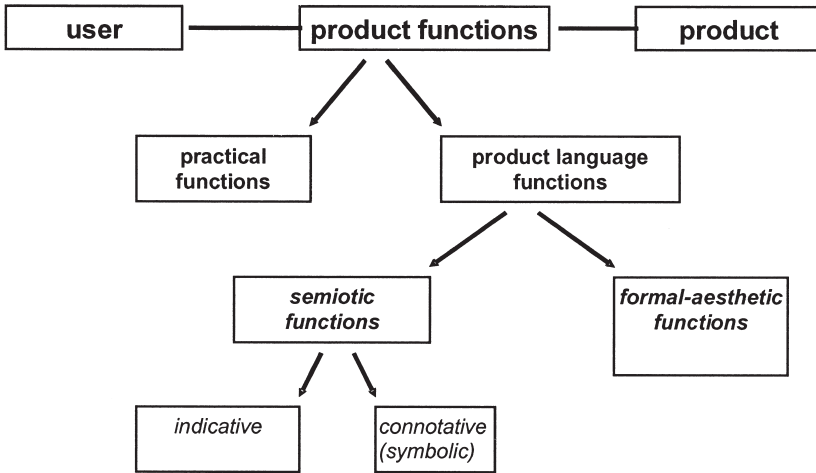 user
product functions
product
practical
functions
product language
functions
semiotic
functions
formal-aesthetic
functions
indicative
connotative
(symbolic)